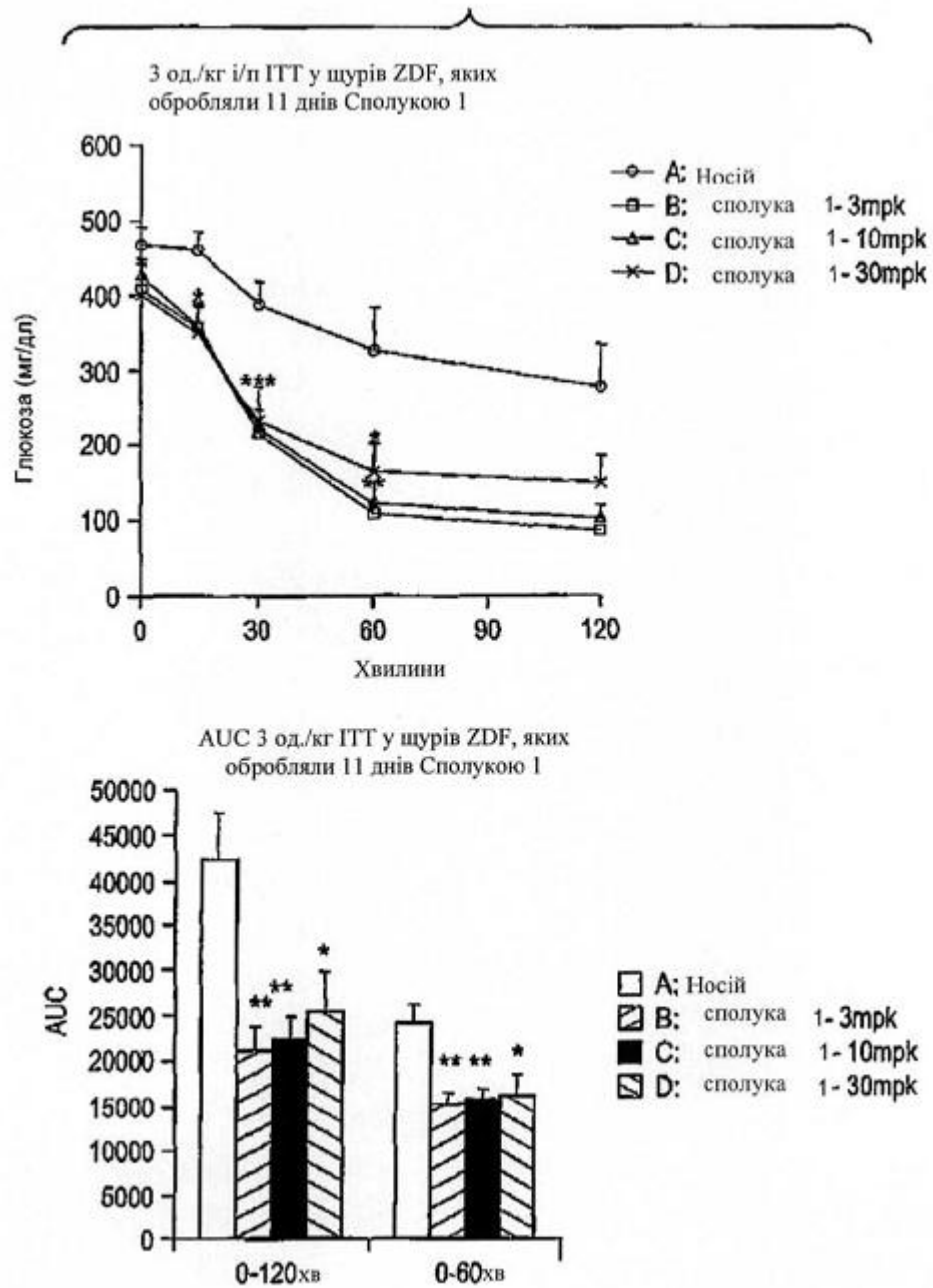 3 од./кг і/п ІТТ у щурів ZDF, яких
обробляли 11 днів Сполукою 1
600
500
400
300
200
100
0
Глюкоза (мг/дл)
*
***
*
**
0 30 60 90 120
Хвилини
A: Носій
B: сполука 1- 3mpk
C: сполука 1 - 10mpk
D: сполука 1 - 30mpk
AUC 3 од./кг ІТТ у щурів ZDF, яких
обробляли 11 днів Сполукою 1
50000
45000
40000
35000
30000
25000
20000
15000
10000
5000
0
AUC
** ** *
** ** *
0-120хв 0-60хв
A: Носій
B: сполука 1- 3mpk
C: сполука 1 - 10mpk
D: сполука 1 - 30mpk